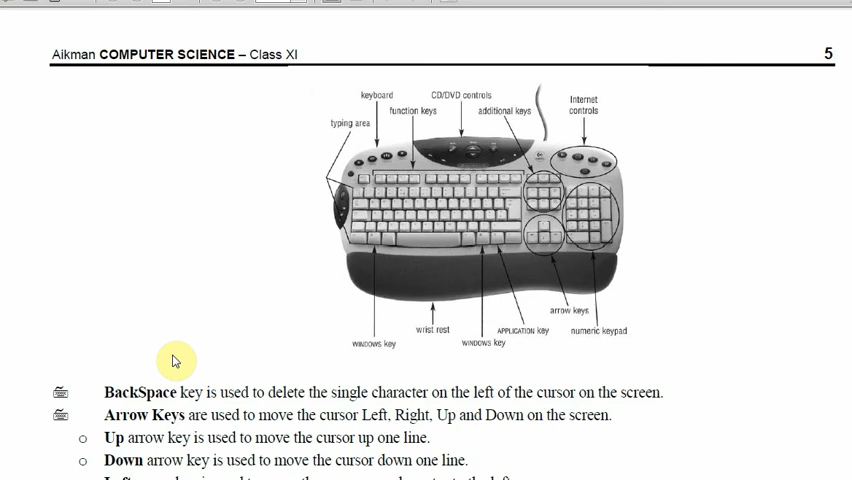 Aikman COMPUTER SCIENCE – Class XI 5
keyboard
CD/DVD controls
Internet
controls
function keys
additional keys
typing area
arrow keys
wrist rest
APPLICATION key
numeric keypad
WINDOWS key
WINDOWS key
BackSpace key is used to delete the single character on the left of the cursor on the screen.
Arrow Keys are used to move the cursor Left, Right, Up and Down on the screen.
o Up arrow key is used to move the cursor up one line.
o Down arrow key is used to move the cursor down one line.